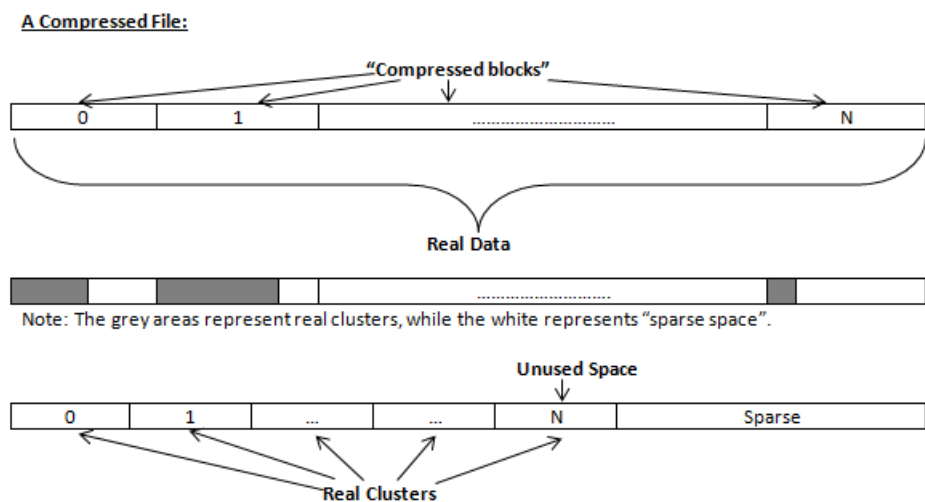 A Compressed File:
“Compressed blocks”
0 1 ................................ N
Real Data
..............................
Note: The grey areas represent real clusters, while the white represents “sparse space”.
Unused Space
0 1 ... ... N Sparse
Real Clusters